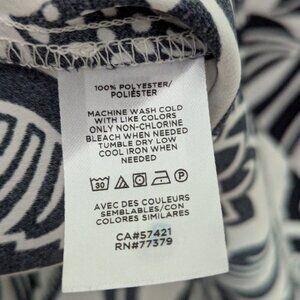 100% POLYESTER/
POLIÉSTER
MACHINE WASH COLD
WITH LIKE COLORS
ONLY NON-CHLORINE
BLEACH WHEN NEEDED
TUMBLE DRY LOW
COOL IRON WHEN
NEEDED
30
AVEC DES COULEURS
SEMBLABLES/CON
COLORES SIMILARES
CA#57421
RN#77379